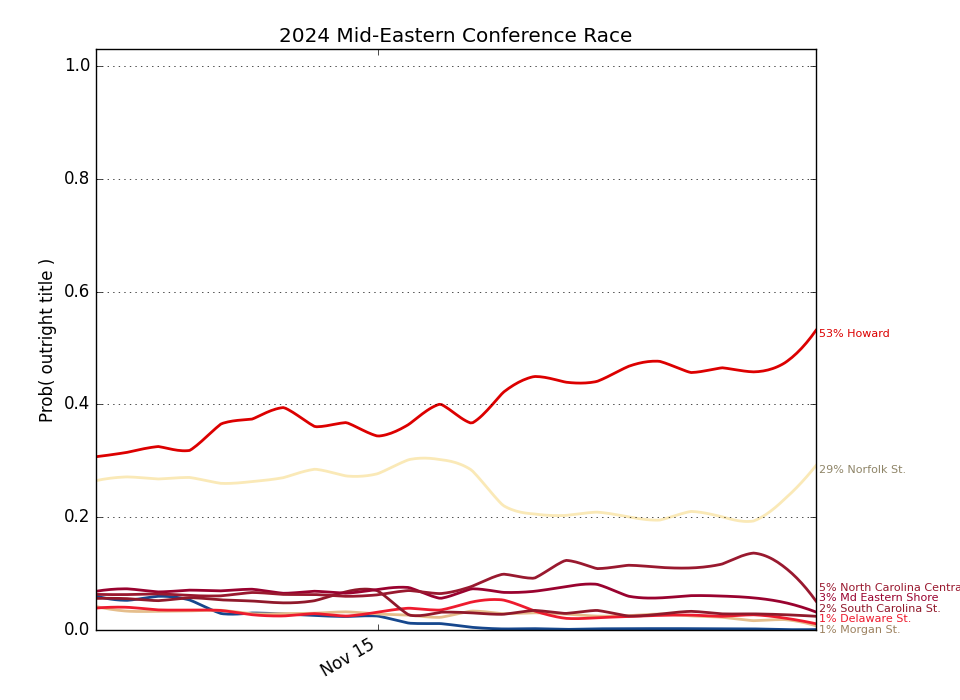 2024 Mid-Eastern Conference Race
1.0
0.8
0.6
0.4
0.2
0.0
Prob( outright title )
Nov 15
53% Howard
29% Norfolk St.
5% North Carolina Centra
3% Md Eastern Shore
2% South Carolina St.
1% Delaware St.
1% Morgan St.